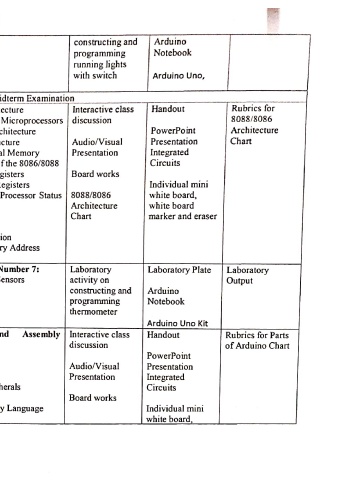 constructing and
programming
running lights
with switch
Arduino
Notebook
Arduino Uno,
idterm Examination
ecture
Microprocessors
chitecture
cture
al Memory
f the 8086/8088
gisters
Registers
Processor Status
ion
ry Address
Interactive class
discussion
Audio/Visual
Presentation
Board works
8088/8086
Architecture
Chart
Handout
PowerPoint
Presentation
Integrated
Circuits
Individual mini
white board,
white board
marker and eraser
Rubrics for
8088/8086
Architecture
Chart
Number 7:
ensors
Laboratory
activity on
constructing and
programming
thermometer
Laboratory Plate
Arduino
Notebook
Arduino Uno Kit
Laboratory
Output
nd Assembly
herals
y Language
Interactive class
discussion
Audio/Visual
Presentation
Board works
Handout
PowerPoint
Presentation
Integrated
Circuits
Individual mini
white board,
Rubrics for Parts
of Arduino Chart